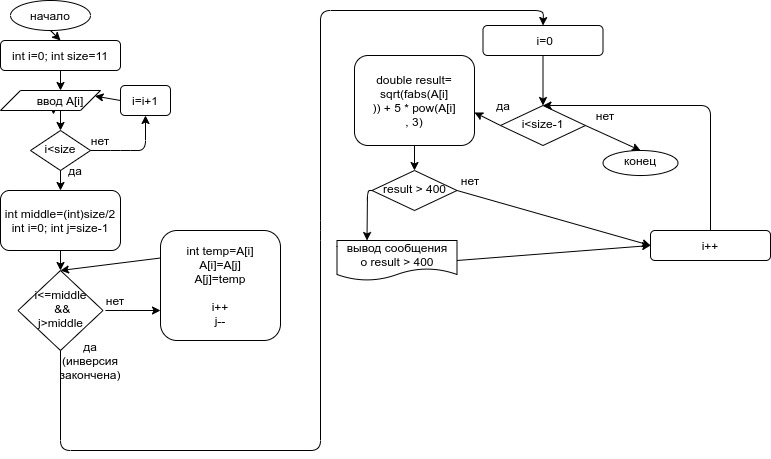 начало
int i=0; int size=11
ввод A[i]
i=i+1
i<size
нет
да
int middle=(int)size/2
int i=0; int j=size-1
i<=middle
&&
j>middle
нет
да
(инверсия
закончена)
int temp=A[i]
A[i]=A[j]
A[j]=temp
i++
j--
i=0
i<size-1
да
нет
конец
double result=
sqrt(fabs(A[i]
)) + 5 * pow(A[i]
, 3)
result > 400
нет
вывод сообщения
о result > 400
i++